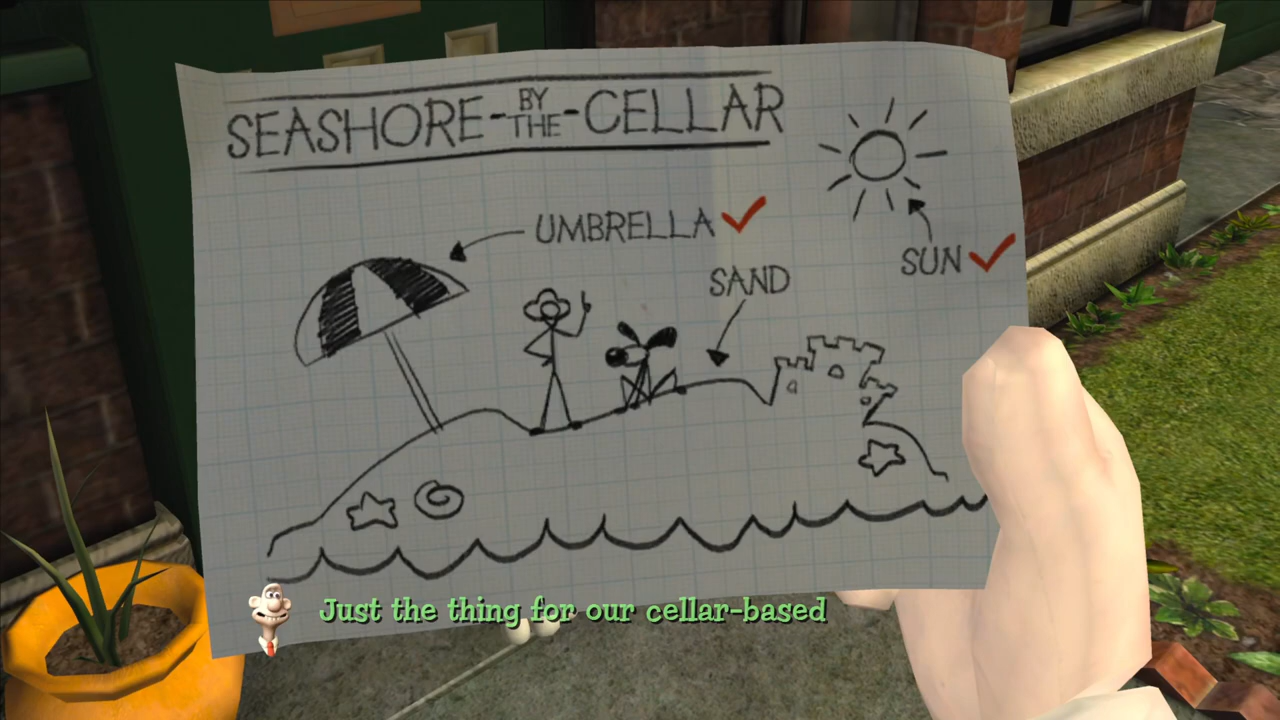 SEASHORE-BY THE-CELLAR
UMBRELLA
SUN
SAND
Just the thing for our cellar-based